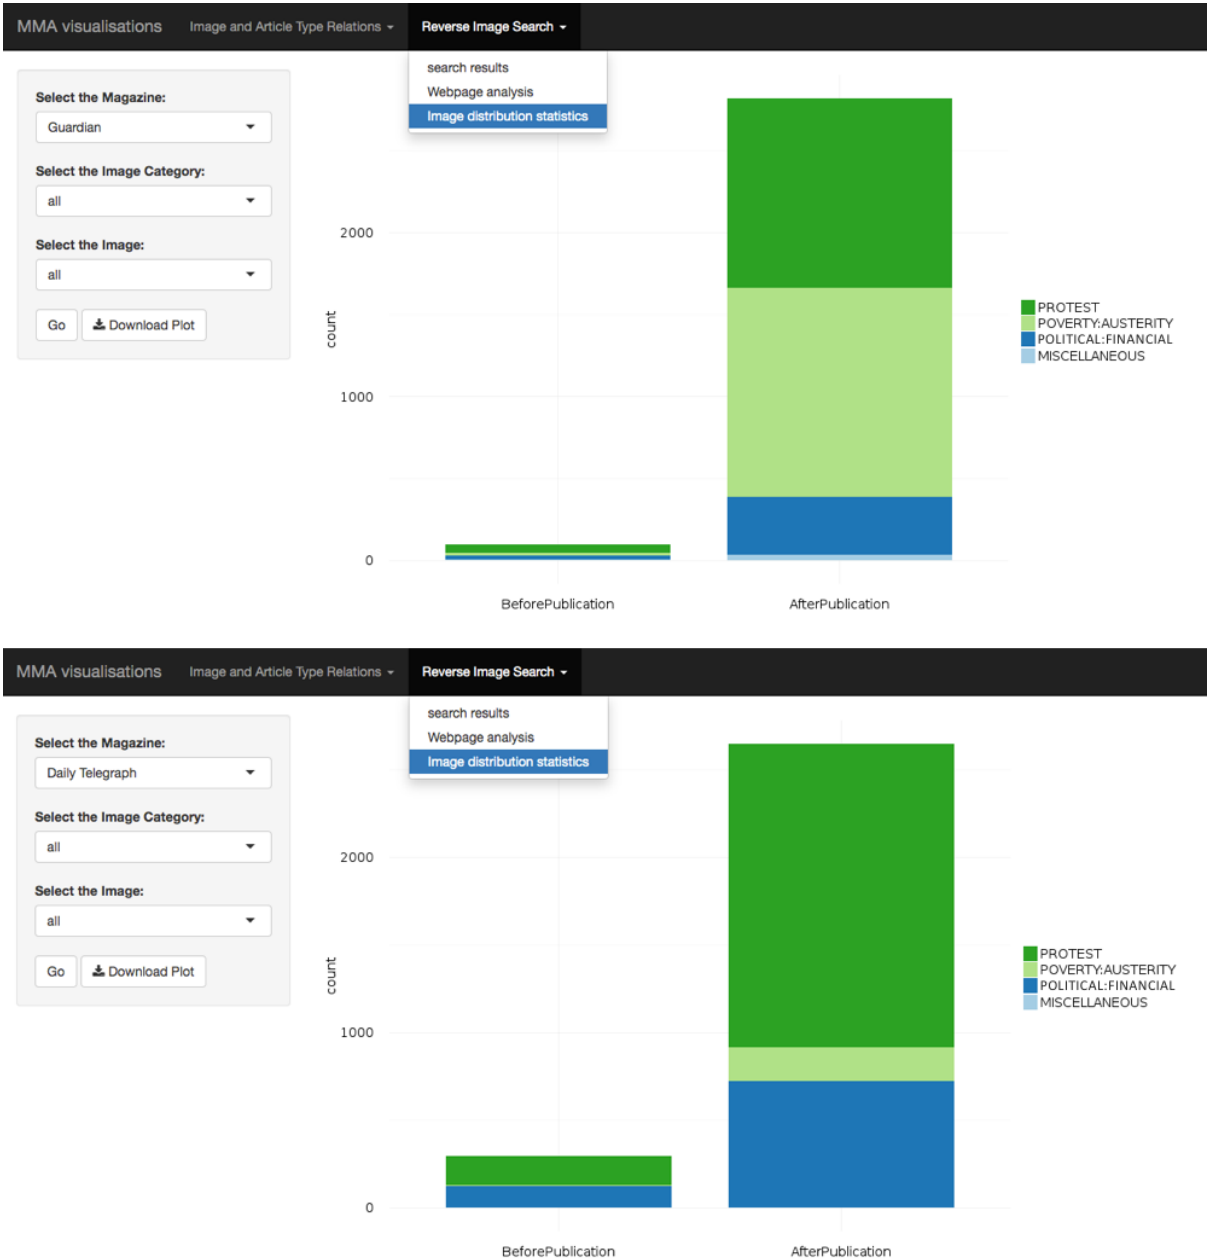 MMA visualisations Image and Article Type Relations Reverse Image Search
search results
Webpage analysis
Image distribution statistics
Select the Magazine:
Guardian
Select the Image Category:
all
Select the Image:
all
Go Download Plot
count
2000
1000
0
BeforePublication AfterPublication
PROTEST
POVERTY:AUSTERITY
POLITICAL:FINANCIAL
MISCELLANEOUS
MMA visualisations Image and Article Type Relations Reverse Image Search
search results
Webpage analysis
Image distribution statistics
Select the Magazine:
Daily Telegraph
Select the Image Category:
all
Select the Image:
all
Go Download Plot
count
2000
1000
0
BeforePublication AfterPublication
PROTEST
POVERTY:AUSTERITY
POLITICAL:FINANCIAL
MISCELLANEOUS